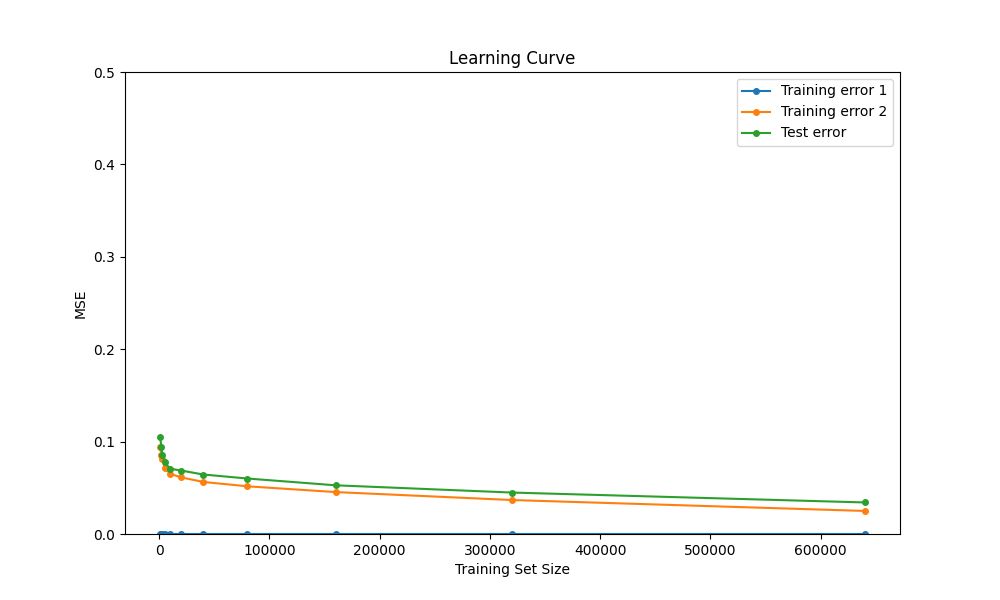 Learning Curve
0.5
0.4
0.3
0.2
0.1
0.0
MSE
Training error 1
Training error 2
Test error
0 100000 200000 300000 400000 500000 600000
Training Set Size